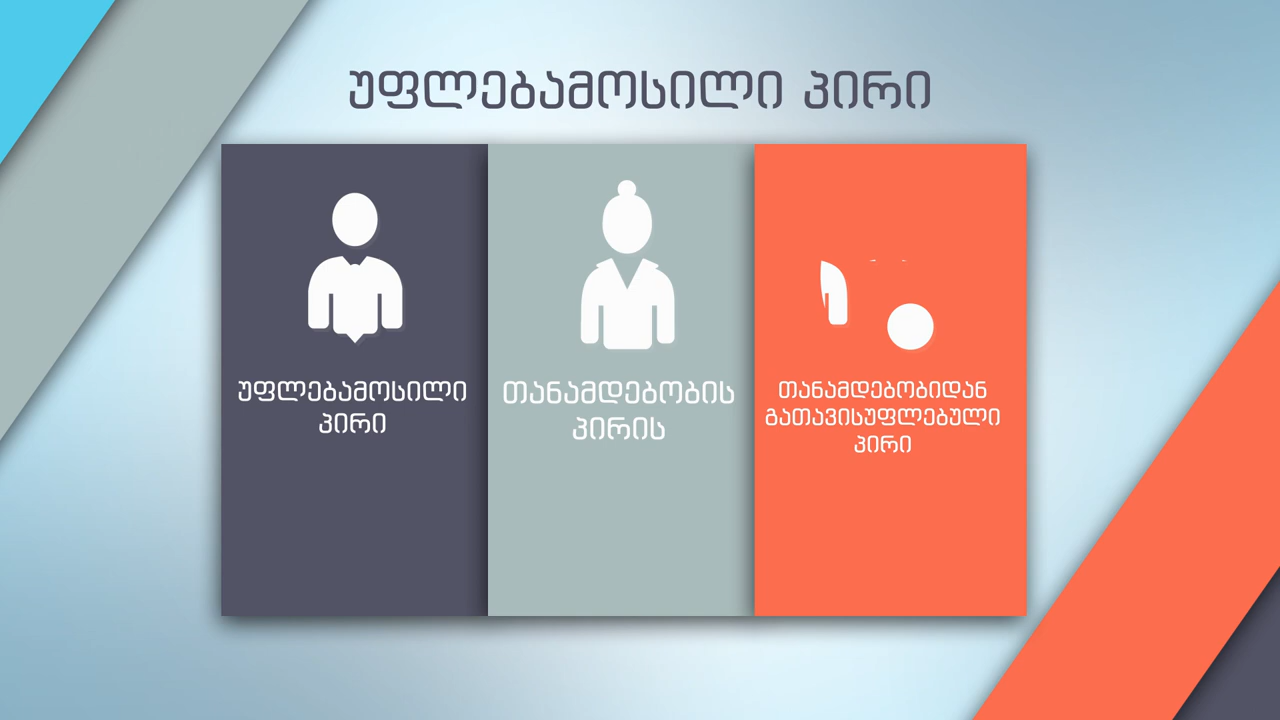 უფლებამოსილი პირი
უფლებამოსილი
პირი
თანამდებობის
პირის
თანამდებობიდან
გათავისუფლებული
პირი